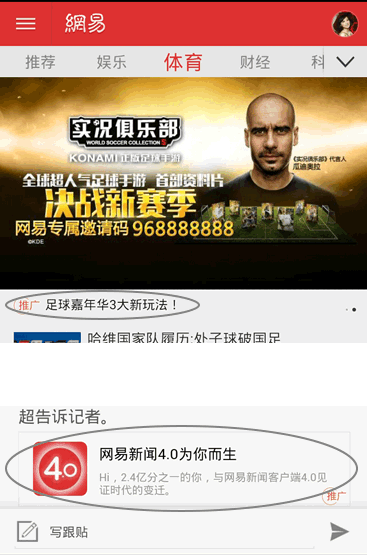 網易
推荐 娱乐 体育 财经 科
实况俱乐部
WORLD SOCCER COLLECTION S
KONAMI 正版足球手游
《实况俱乐部》代言人
瓜迪奥拉
全球超人气足球手游 首部资料片
决战新赛季
网易专属邀请码 968888888
©KDE
推广 足球嘉年华3大新玩法！
哈维国家队履历:处子球破国足
超告诉记者。
4.0
网易新闻4.0为你而生
Hi，2.4亿分之一的你，与网易新闻客户端4.0见
证时代的变迁。
推广
写跟贴